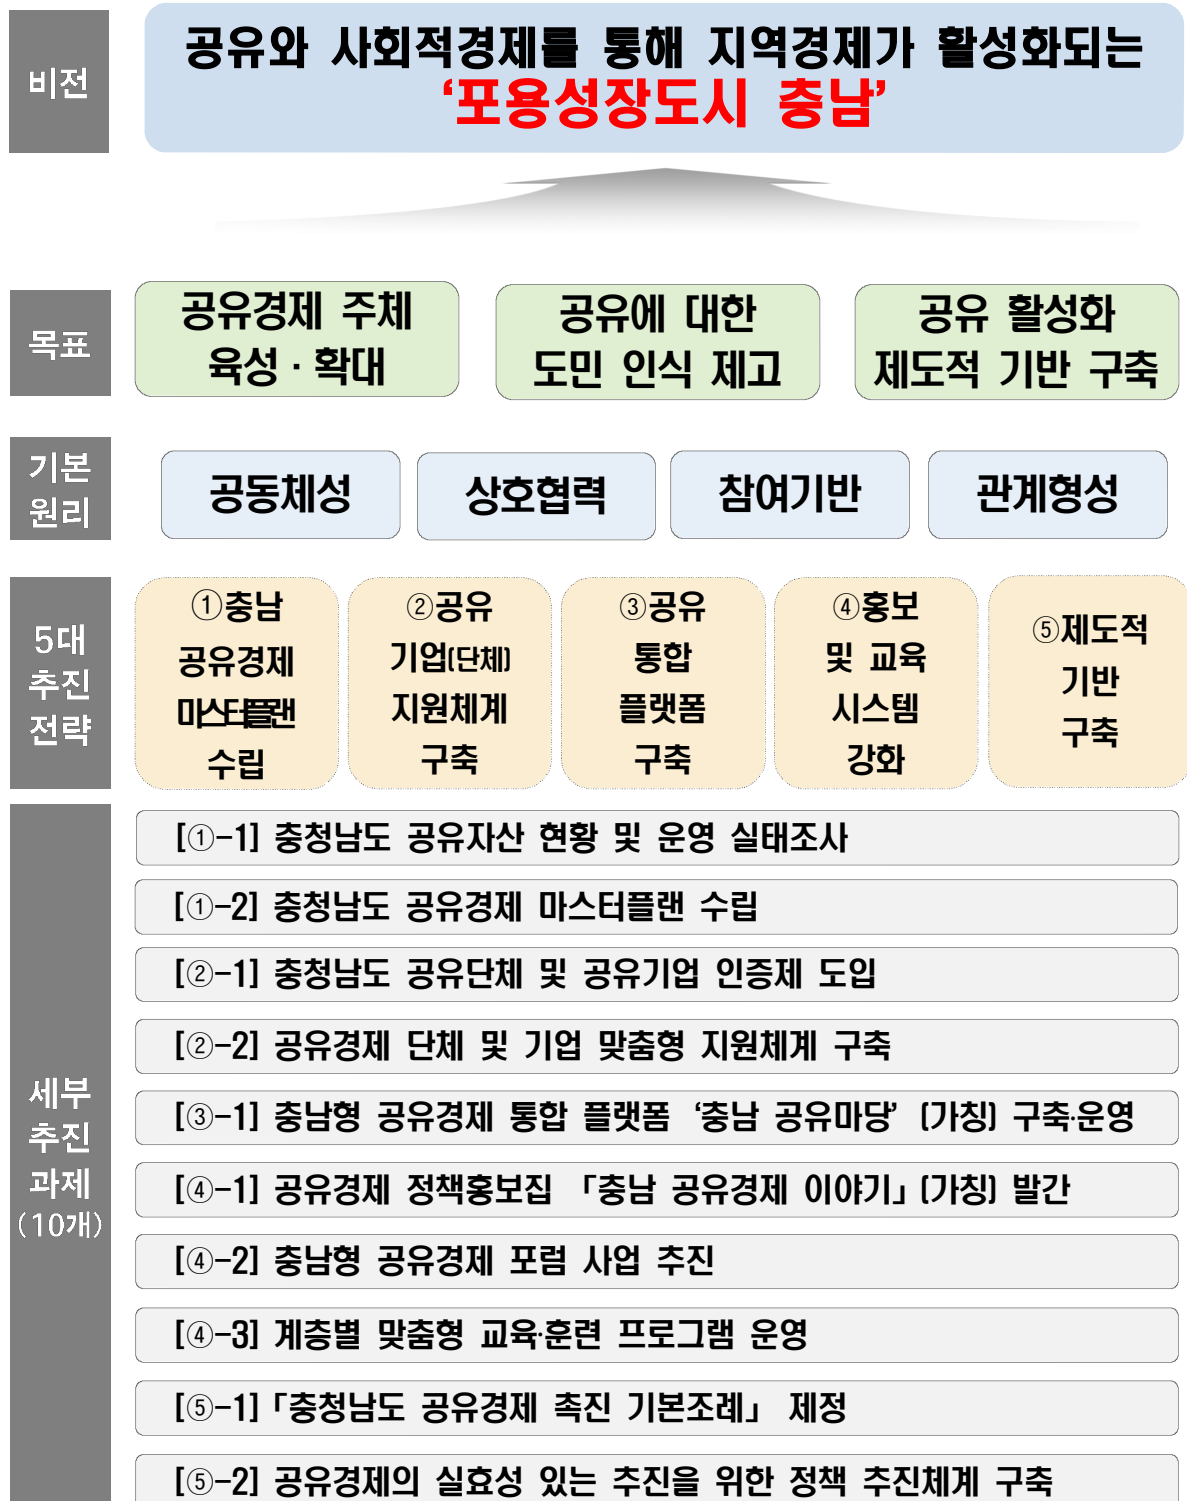 비전
공유와 사회적경제를 통해 지역경제가 활성화되는
‘포용성장도시 충남’
목표
공유경제 주체
육성 · 확대
공유에 대한
도민 인식 제고
공유 활성화
제도적 기반 구축
기본
원리
공동체성
상호협력
참여기반
관계형성
5대
추진
전략
①충남
공유경제
마스터플랜
수립
②공유
기업(단체)
지원체계
구축
③공유
통합
플랫폼
구축
④홍보
및 교육
시스템
강화
⑤제도적
기반
구축
세부
추진
과제
(10개)
[①-1] 충청남도 공유자산 현황 및 운영 실태조사
[①-2] 충청남도 공유경제 마스터플랜 수립
[②-1] 충청남도 공유단체 및 공유기업 인증제 도입
[②-2] 공유경제 단체 및 기업 맞춤형 지원체계 구축
[③-1] 충남형 공유경제 통합 플랫폼 ‘충남 공유마당’ (가칭) 구축·운영
[④-1] 공유경제 정책홍보집 「충남 공유경제 이야기」(가칭) 발간
[④-2] 충남형 공유경제 포럼 사업 추진
[④-3] 계층별 맞춤형 교육·훈련 프로그램 운영
[⑤-1] 「충청남도 공유경제 촉진 기본조례」 제정
[⑤-2] 공유경제의 실효성 있는 추진을 위한 정책 추진체계 구축